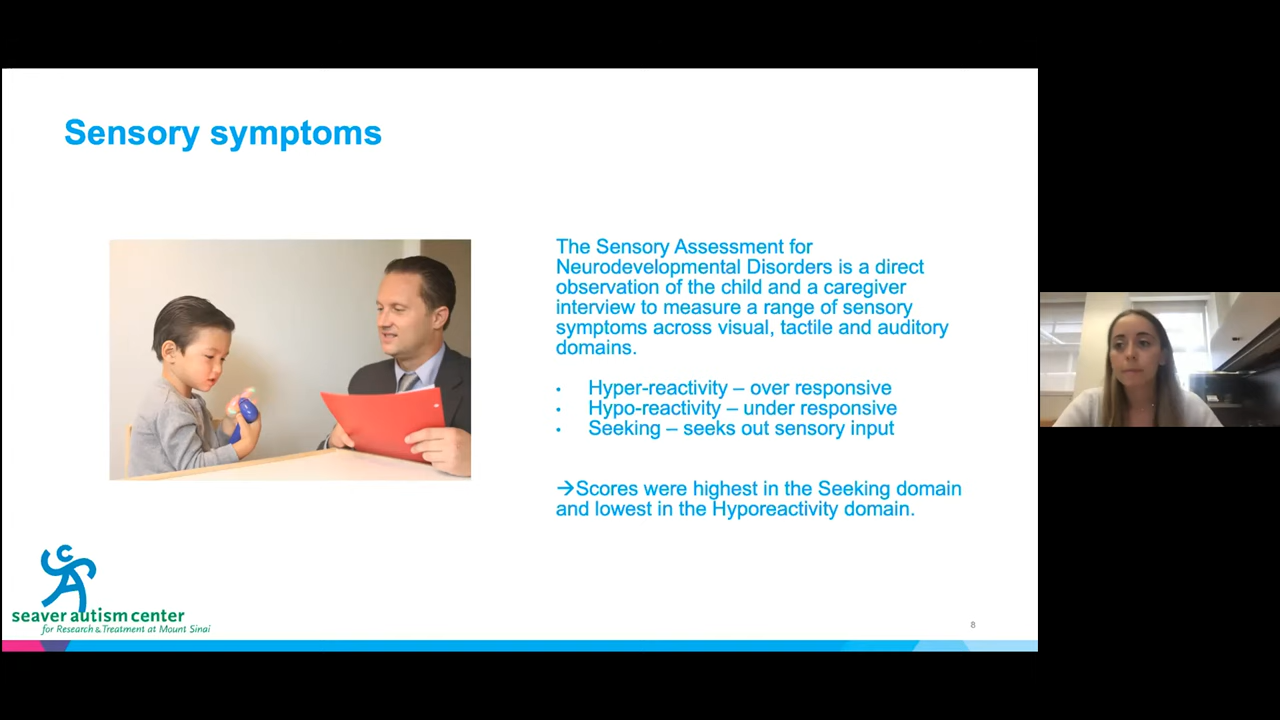 Sensory symptoms
The Sensory Assessment for
Neurodevelopmental Disorders is a direct
observation of the child and a caregiver
interview to measure a range of sensory
symptoms across visual, tactile and auditory
domains.
• Hyper-reactivity – over responsive
• Hypo-reactivity – under responsive
• Seeking – seeks out sensory input
→Scores were highest in the Seeking domain
and lowest in the Hyporeactivity domain.
seaver autism center
for Research & Treatment at Mount Sinai
8